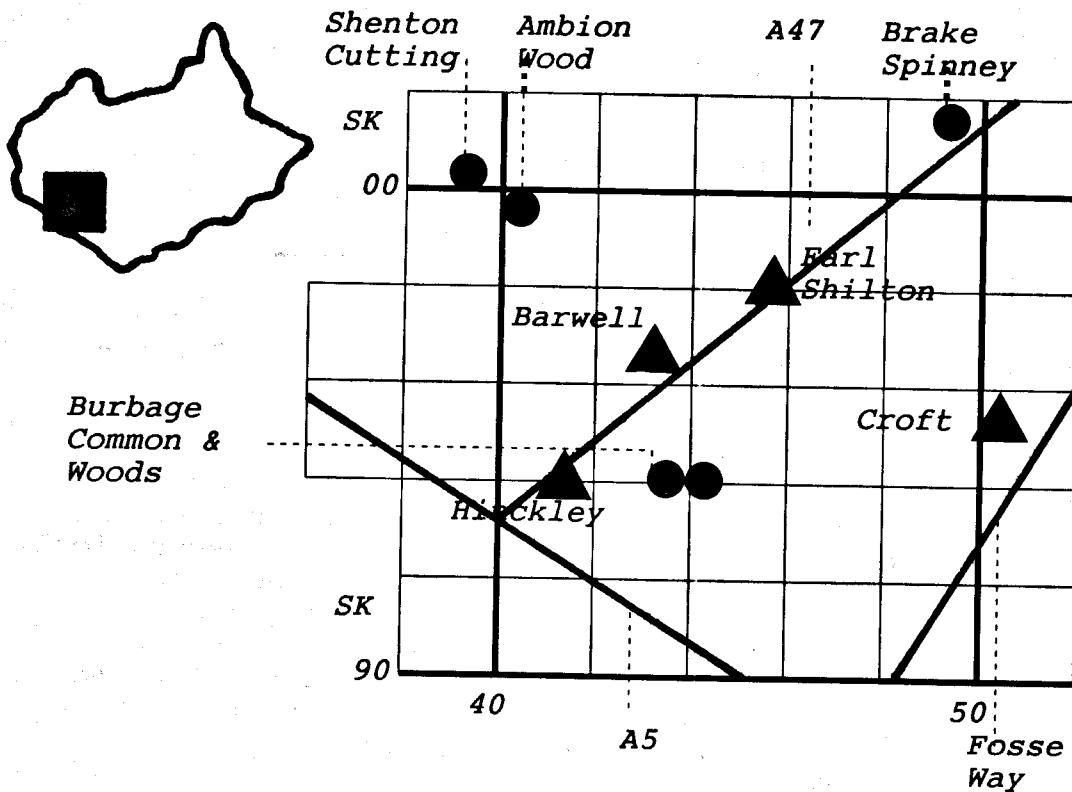 Shenton
Cutting
Ambion
Wood
A47
Brake
Spinney
SK
00
Earl
Shilton
Barwell
Burbage
Common &
Woods
Croft
Hinckley
SK
90
40
50
A5
Fosse
Way